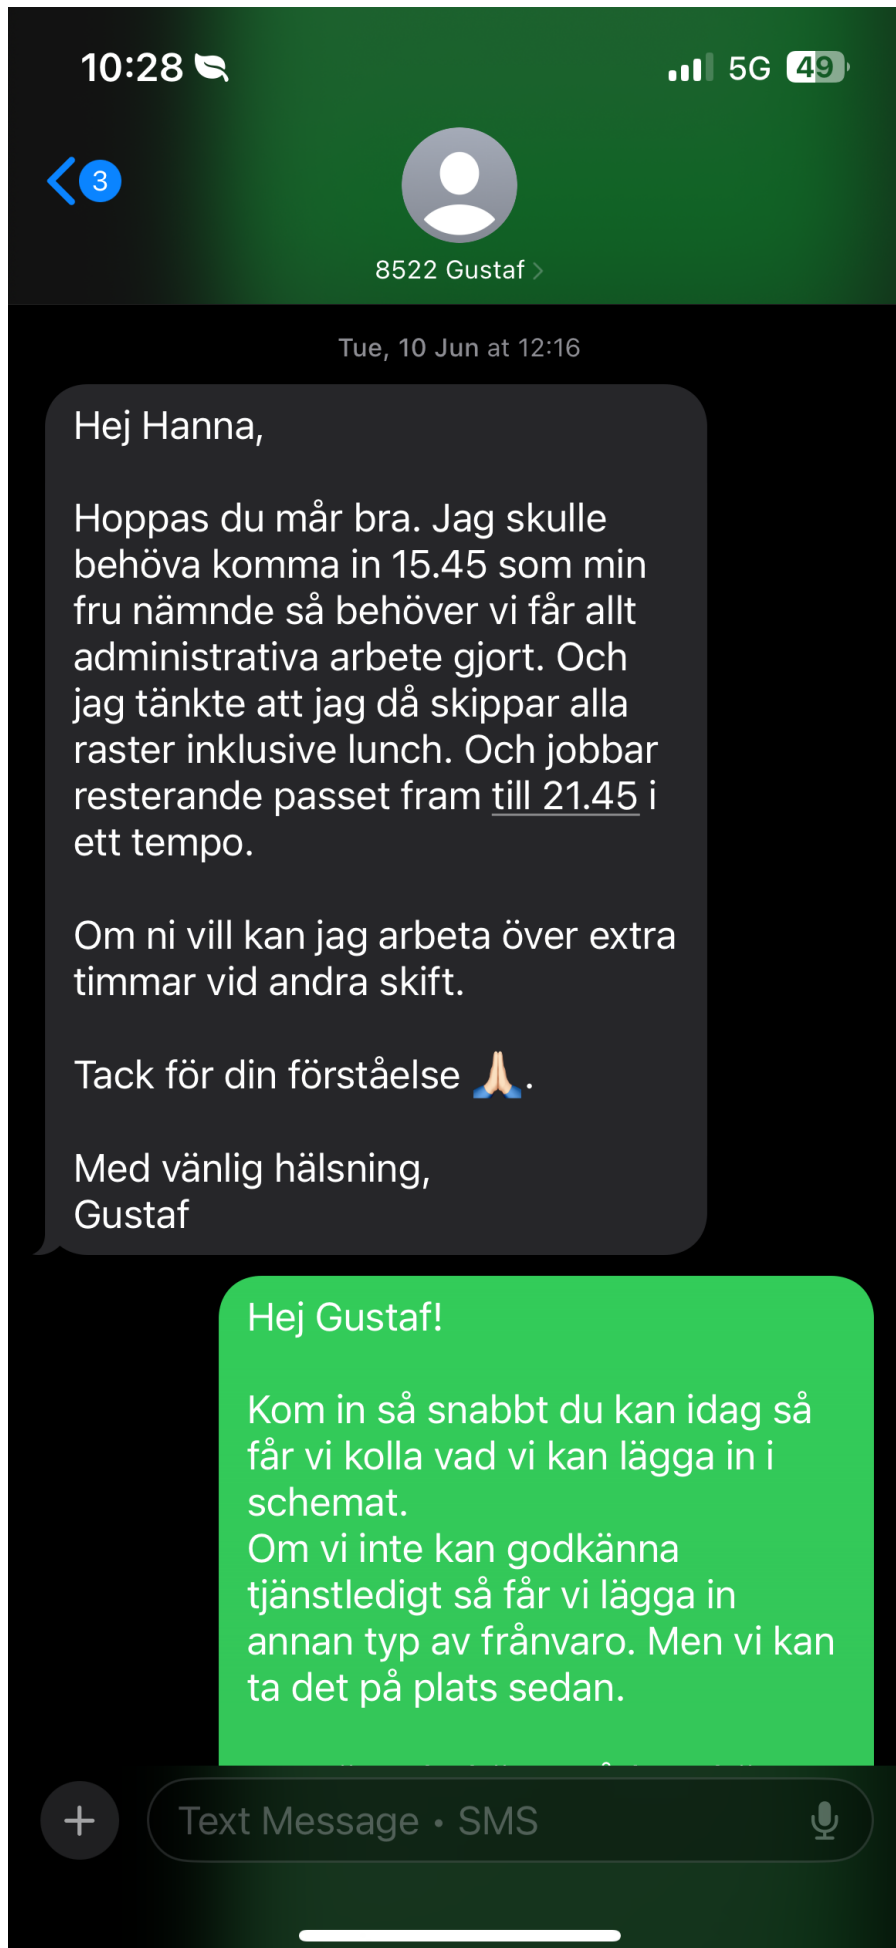 10:28
5G 49
3
8522 Gustaf
Tue, 10 Jun at 12:16
Hej Hanna,
Hoppas du mår bra. Jag skulle
behöva komma in 15.45 som min
fru nämnde så behöver vi får allt
administrativa arbete gjort. Och
jag tänkte att jag då skippar alla
raster inklusive lunch. Och jobbar
resterande passet fram till 21.45 i
ett tempo.
Om ni vill kan jag arbeta över extra
timmar vid andra skift.
Tack för din förståelse 🙏🏻.
Med vänlig hälsning,
Gustaf
Hej Gustaf!
Kom in så snabbt du kan idag så
får vi kolla vad vi kan lägga in i
schemat.
Om vi inte kan godkänna
tjänstledigt så får vi lägga in
annan typ av frånvaro. Men vi kan
ta det på plats sedan.
Text Message • SMS